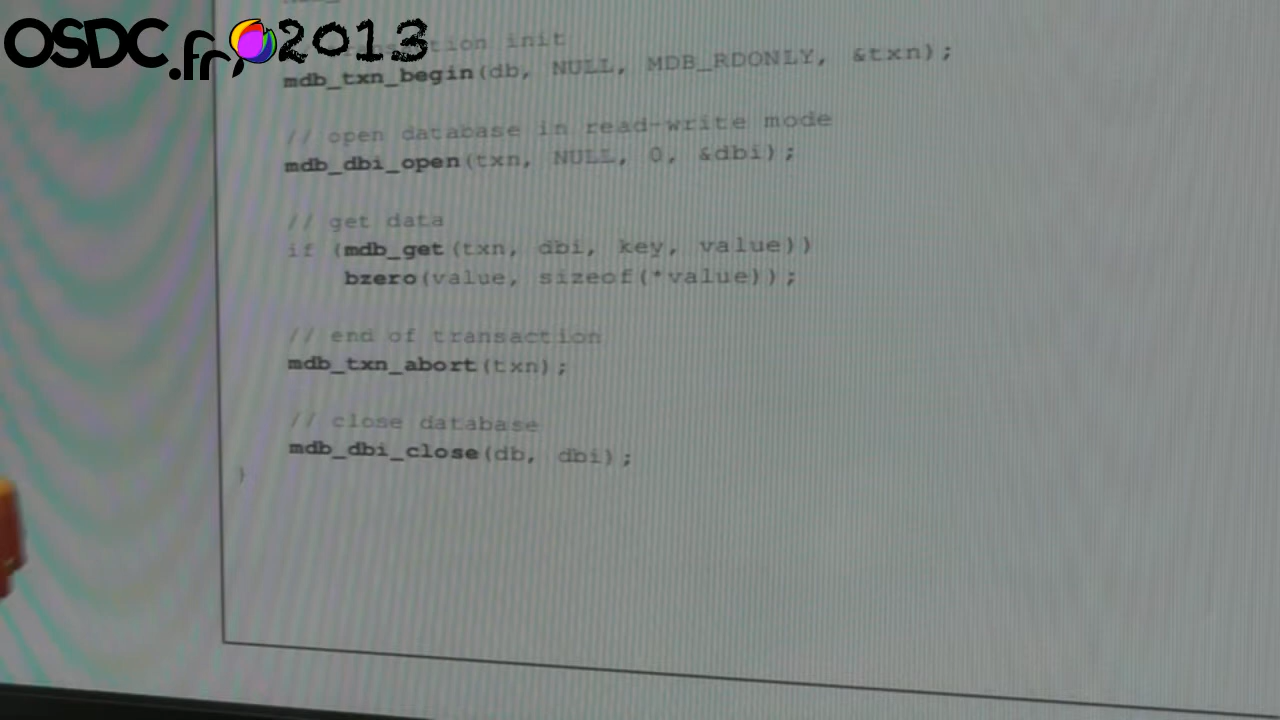 OSDC.fr 2013
init
mdb_txn_begin(db, NULL, MDB_RDONLY, &txn);
// open database in read-write mode
mdb_dbi_open(txn, NULL, 0, &dbi);
// get data
if (mdb_get(txn, dbi, key, value))
bzero(value, sizeof(*value));
// end of transaction
mdb_txn_abort(txn);
// close database
mdb_dbi_close(db, dbi);
}